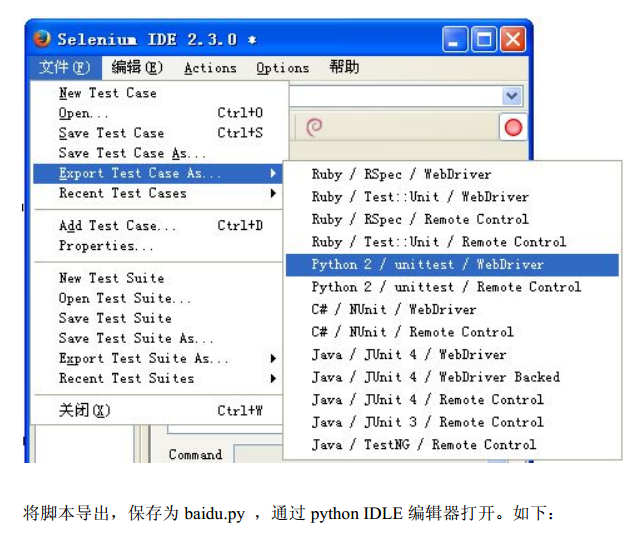 Selenium IDE 2.3.0 *
文件(F) 编辑(E) Actions Options 帮助
New Test Case
Open... Ctrl+O
Save Test Case Ctrl+S
Save Test Case As...
Export Test Case As...
Recent Test Cases
Add Test Case... Ctrl+D
Properties...
New Test Suite
Open Test Suite...
Save Test Suite
Save Test Suite As...
Export Test Suite As...
Recent Test Suites
关闭(X) Ctrl+W
Ruby / RSpec / WebDriver
Ruby / Test::Unit / WebDriver
Ruby / RSpec / Remote Control
Ruby / Test::Unit / Remote Control
Python 2 / unittest / WebDriver
Python 2 / unittest / Remote Control
C# / NUnit / WebDriver
C# / NUnit / Remote Control
Java / JUnit 4 / WebDriver
Java / JUnit 4 / WebDriver Backed
Java / JUnit 4 / Remote Control
Java / JUnit 3 / Remote Control
Java / TestNG / Remote Control
Command
将脚本导出，保存为 baidu.py ，通过 python IDLE 编辑器打开。如下：